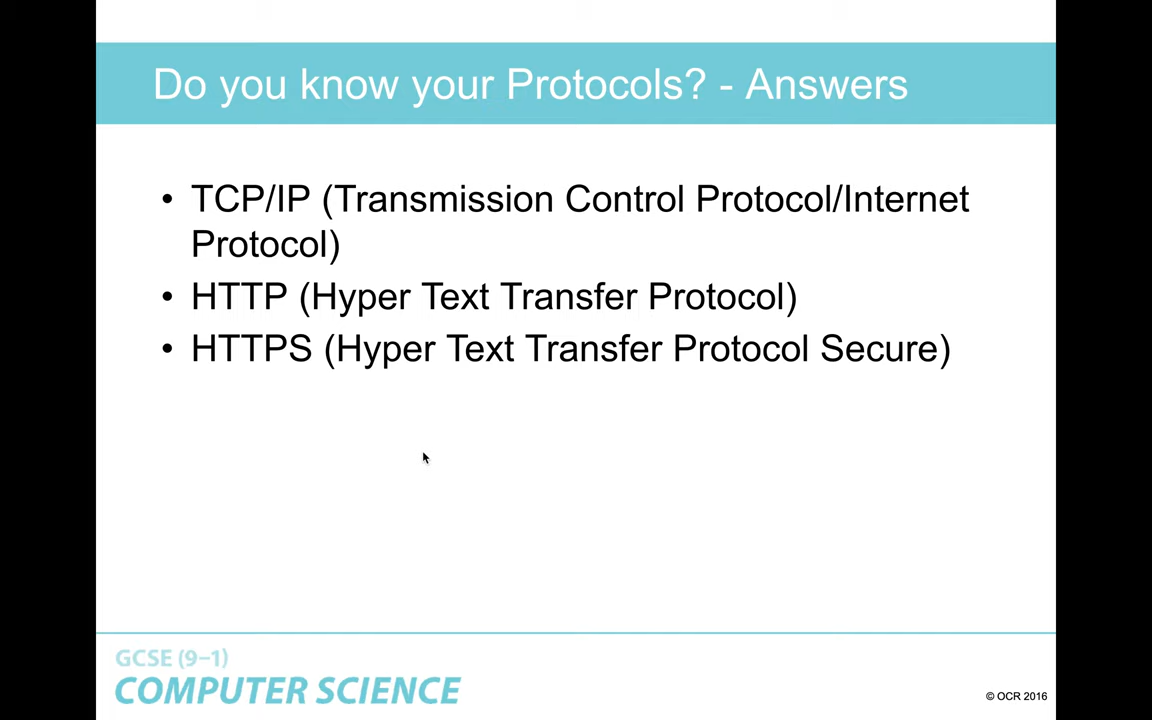 Do you know your Protocols? - Answers
• TCP/IP (Transmission Control Protocol/Internet
Protocol)
• HTTP (Hyper Text Transfer Protocol)
• HTTPS (Hyper Text Transfer Protocol Secure)
GCSE (9–1)
COMPUTER SCIENCE
© OCR 2016